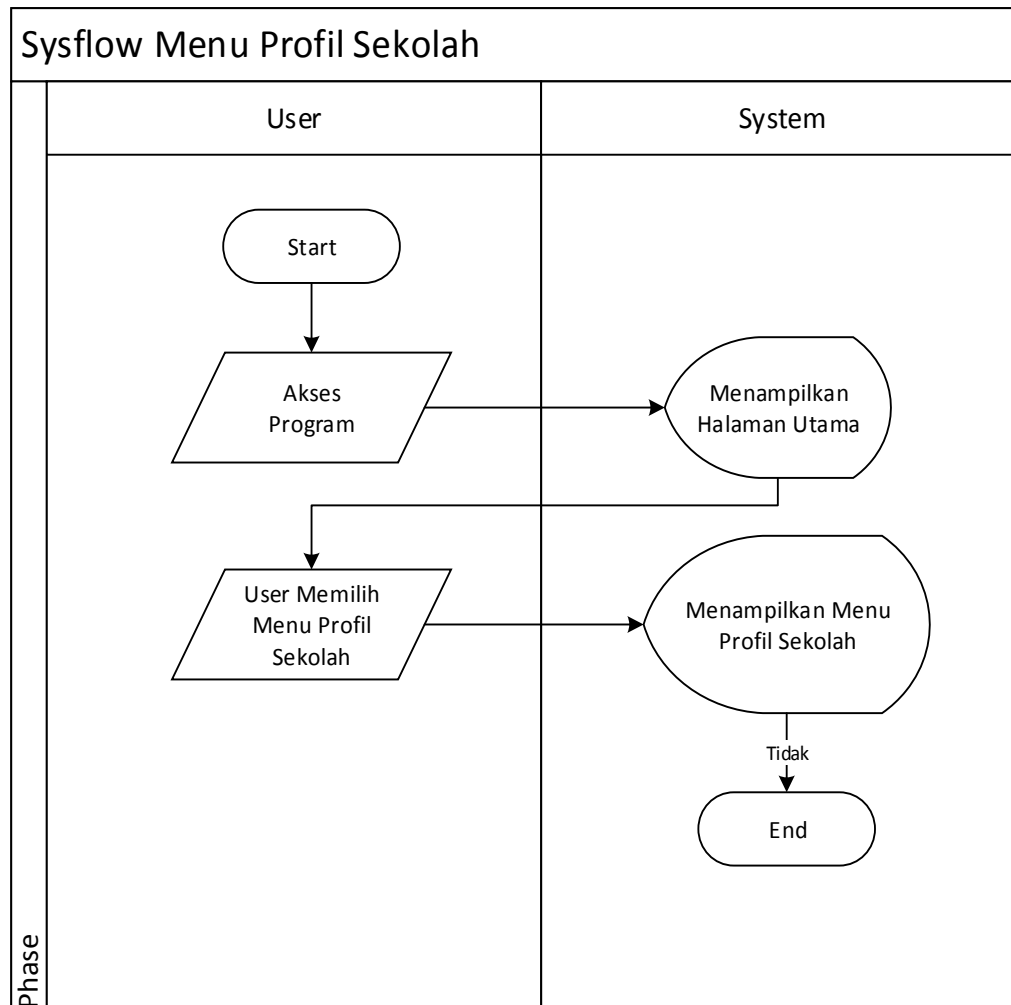 Sysflow Menu Profil Sekolah
User
System
Start
Akses
Program
Menampilkan
Halaman Utama
User Memilih
Menu Profil
Sekolah
Menampilkan Menu
Profil Sekolah
Tidak
End
Phase